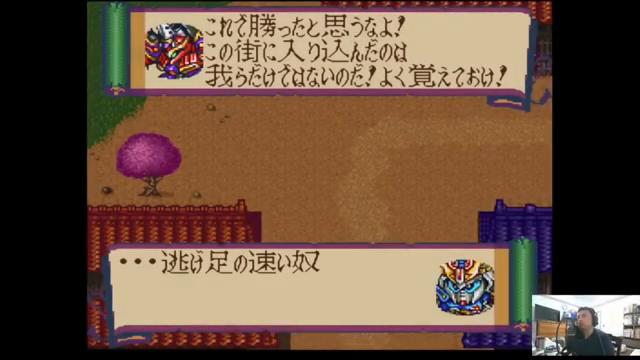 これで勝ったと思うなよ!
この街に入り込んだのは
我らだけではないのだ!よく覚えておけ!
・・・逃げ足の速い奴